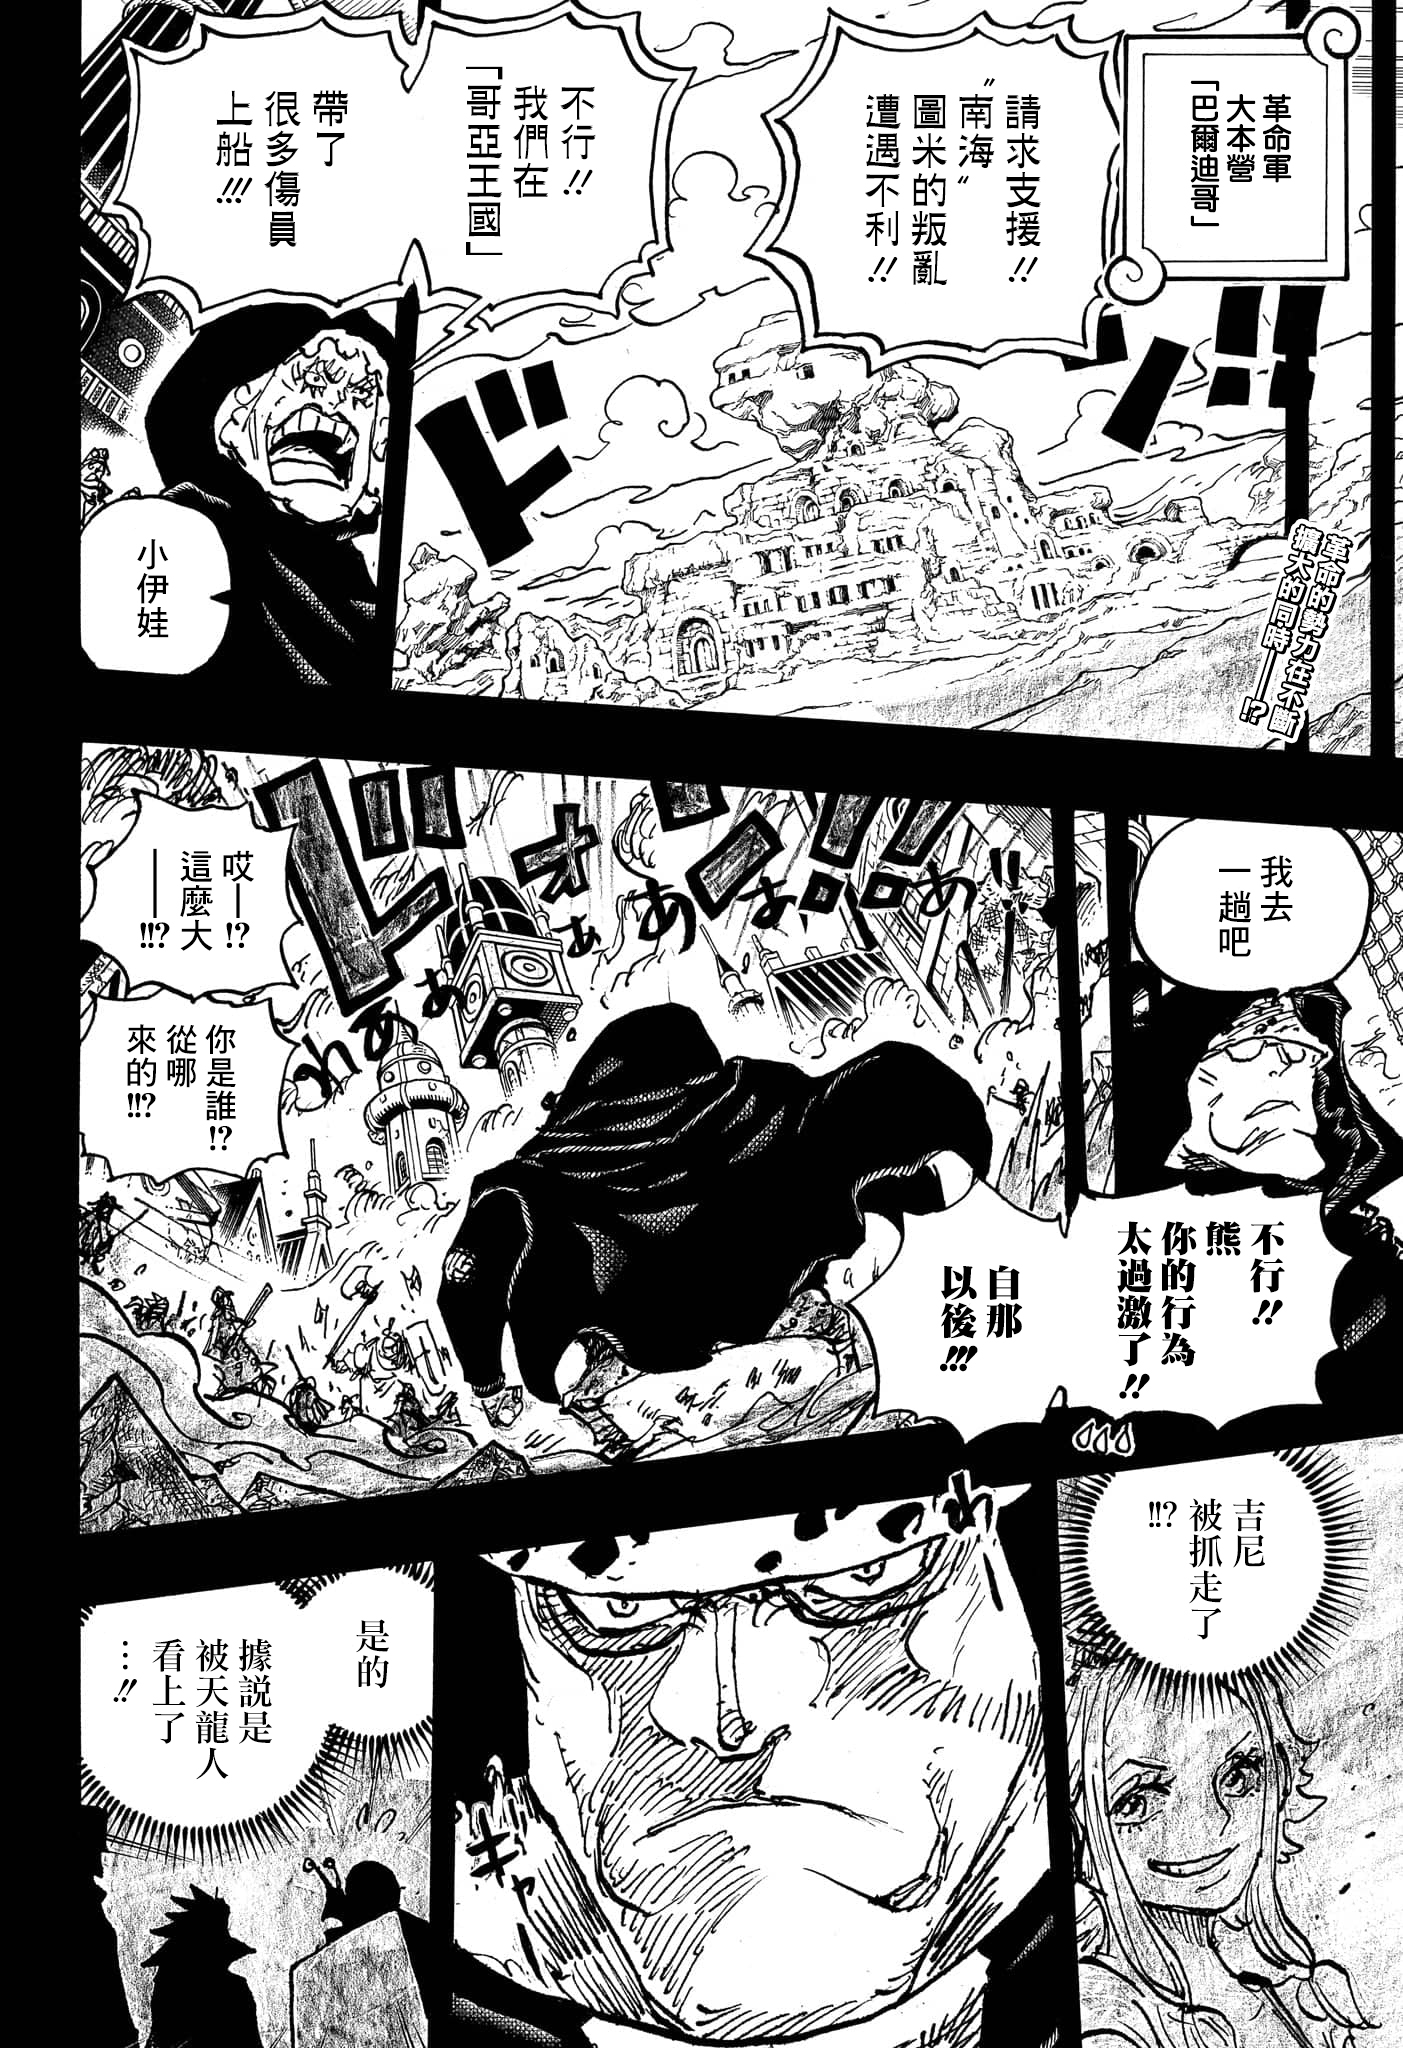 革命軍
大本營
「巴爾迪哥」
請求支援!!
"南海"
圖米的叛亂
遭遇不利!!
不行!!
我們在
「哥亞王國」
帶了
很多傷員
上船!!!
革命的勢力在不斷
擴大的同時——!?
ドン!!
小伊娃
我去
一趟吧
哎—!?
這麼大
——!!?
你是誰!?
從哪
來的!!?
不行!!
熊
你的行為
太過激了!!
自那
以後!!!
吉尼
被抓走了
!!?
是的
據説是
被天龍人
看上了
…!!